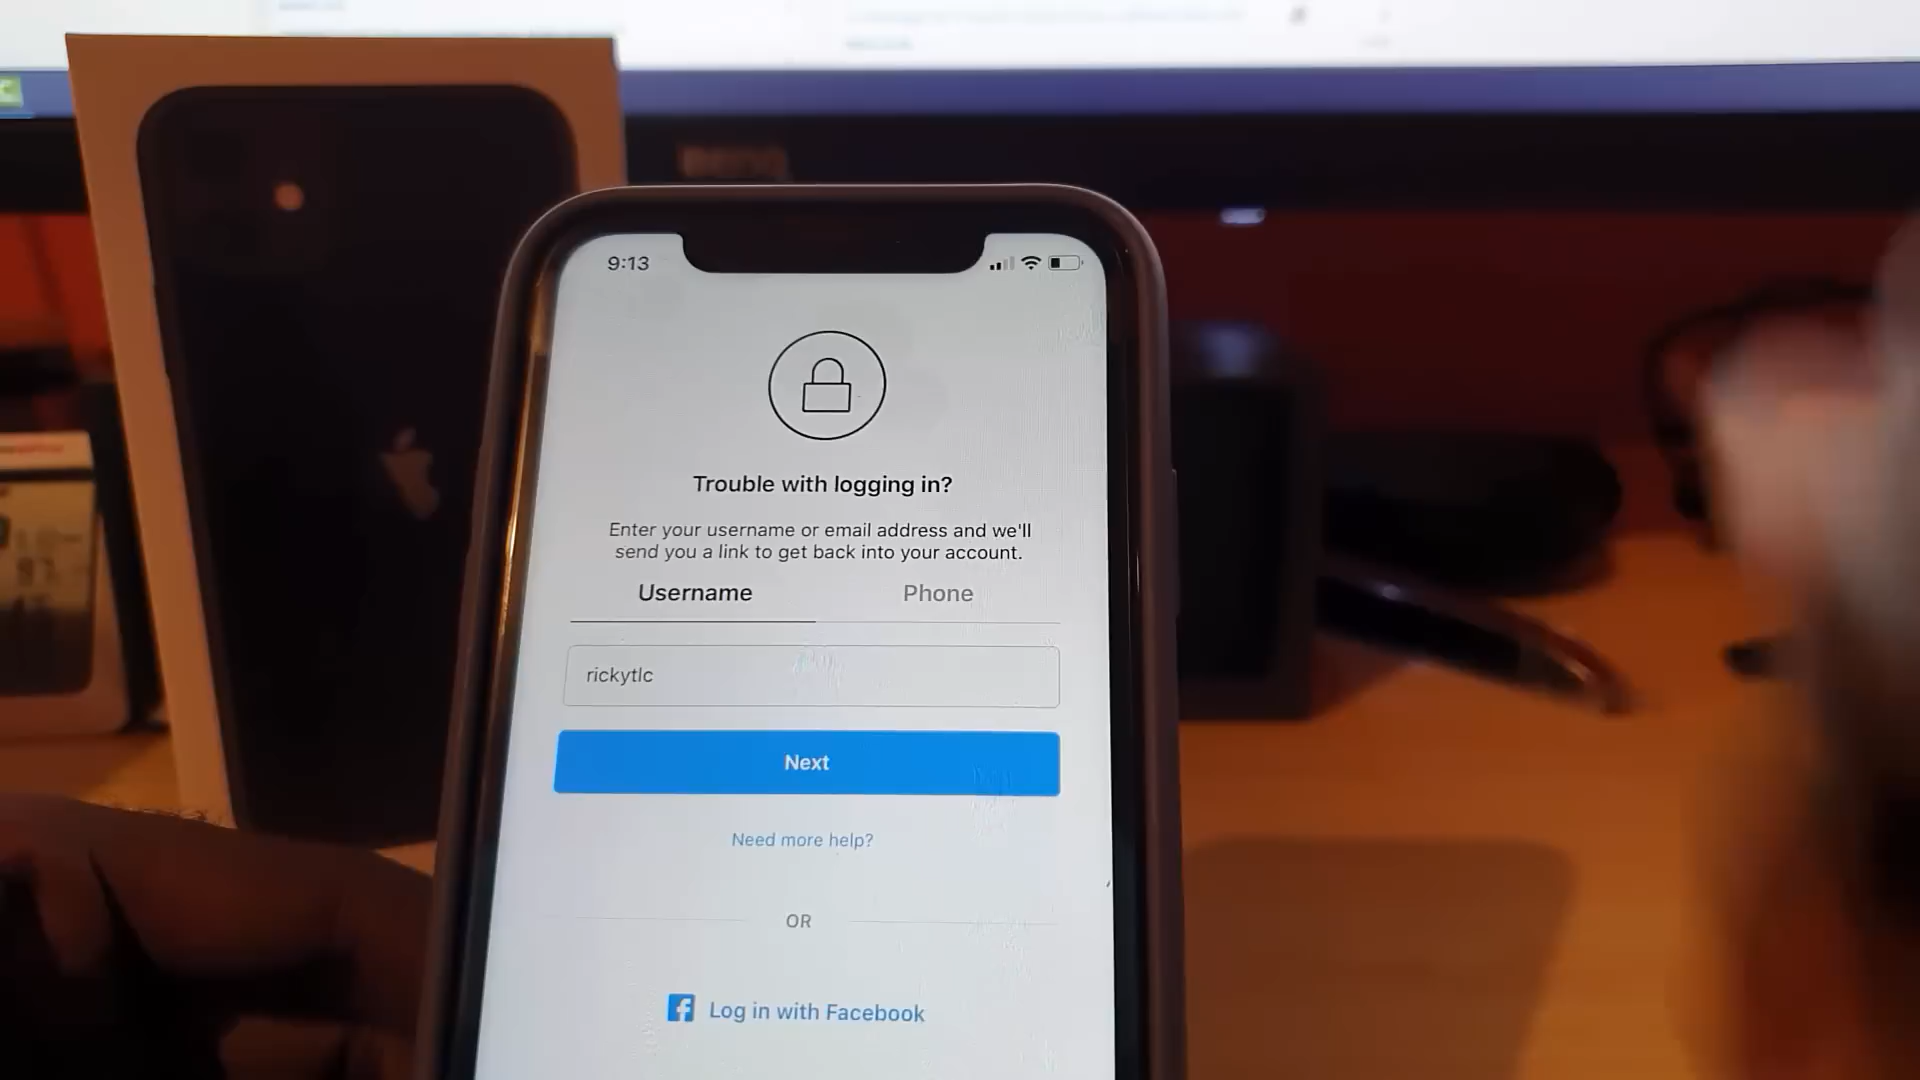 9:13
Trouble with logging in?
Enter your username or email address and we'll
send you a link to get back into your account.
Username
Phone
rickytlc
Next
Need more help?
OR
Log in with Facebook